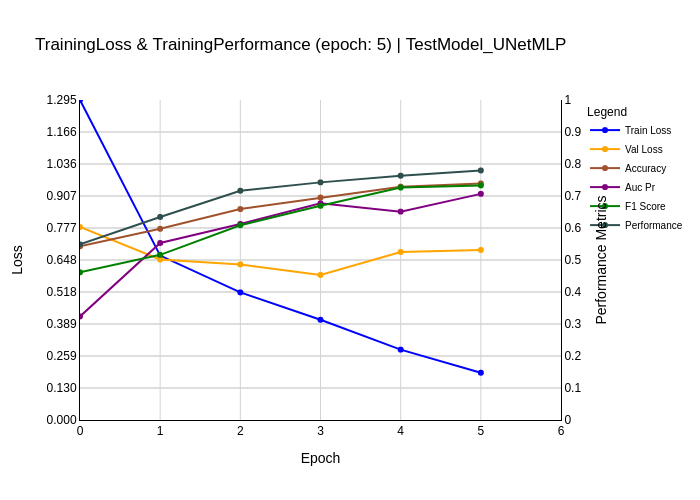 TrainingLoss & TrainingPerformance (epoch: 5) | TestModel_UNetMLP
Legend
Train Loss
Val Loss
Accuracy
Auc Pr
F1 Score
Performance
1.295
1.166
1.036
0.907
0.777
0.648
0.518
0.389
0.259
0.130
0.000
1
0.9
0.8
0.7
0.6
0.5
0.4
0.3
0.2
0.1
0
0 1 2 3 4 5 6
Loss
Performance Metrics
Epoch